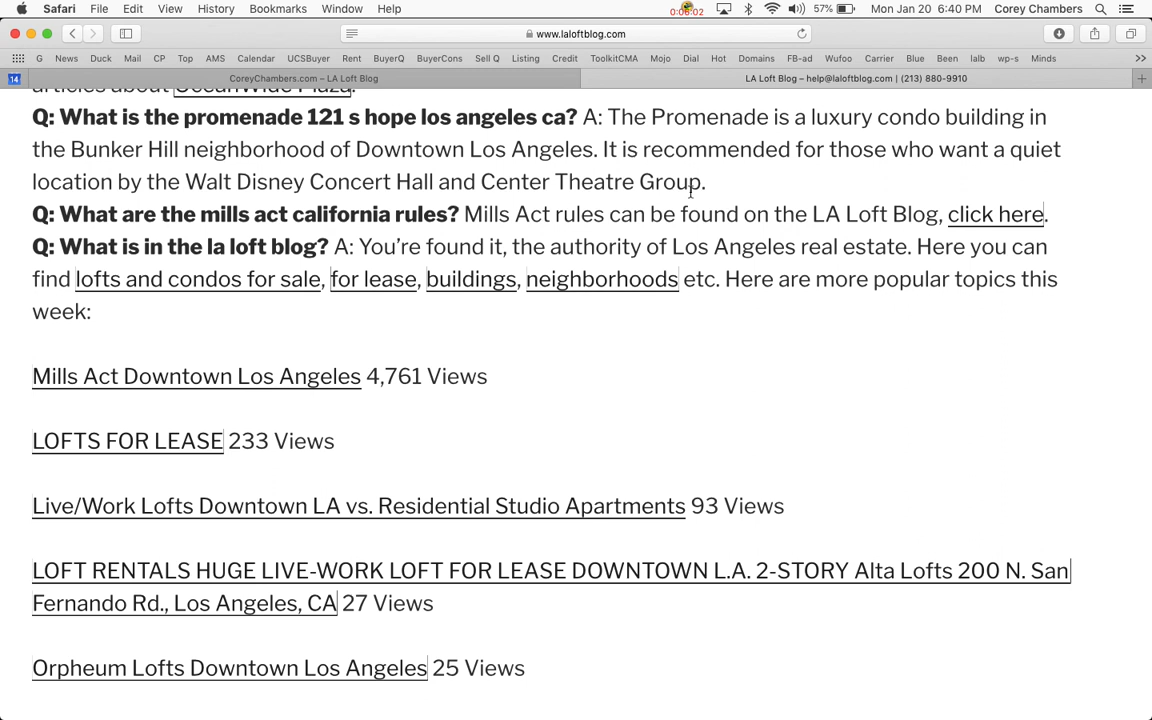 Safari File Edit View History Bookmarks Window Help 0:06:02 57% Mon Jan 20 6:40 PM Corey Chambers
www.laloftblog.com
G News Duck Mail CP Top AMS Calendar UCSBuyer Rent BuyerQ BuyerCons Sell Q Listing Credit ToolkitCMA Mojo Dial Hot Domains FB-ad Wufoo Carrier Blue Been lalb wp-s Minds >>
14 CoreyChambers.com – LA Loft Blog LA Loft Blog – help@laloftblog.com | (213) 880-9910 +
articles about OceanWide Plaza.
Q: What is the promenade 121 s hope los angeles ca? A: The Promenade is a luxury condo building in
the Bunker Hill neighborhood of Downtown Los Angeles. It is recommended for those who want a quiet
location by the Walt Disney Concert Hall and Center Theatre Group.
Q: What are the mills act california rules? Mills Act rules can be found on the LA Loft Blog, click here.
Q: What is in the la loft blog? A: You’re found it, the authority of Los Angeles real estate. Here you can
find lofts and condos for sale, for lease, buildings, neighborhoods etc. Here are more popular topics this
week:
Mills Act Downtown Los Angeles 4,761 Views
LOFTS FOR LEASE 233 Views
Live/Work Lofts Downtown LA vs. Residential Studio Apartments 93 Views
LOFT RENTALS HUGE LIVE-WORK LOFT FOR LEASE DOWNTOWN L.A. 2-STORY Alta Lofts 200 N. San
Fernando Rd., Los Angeles, CA 27 Views
Orpheum Lofts Downtown Los Angeles 25 Views